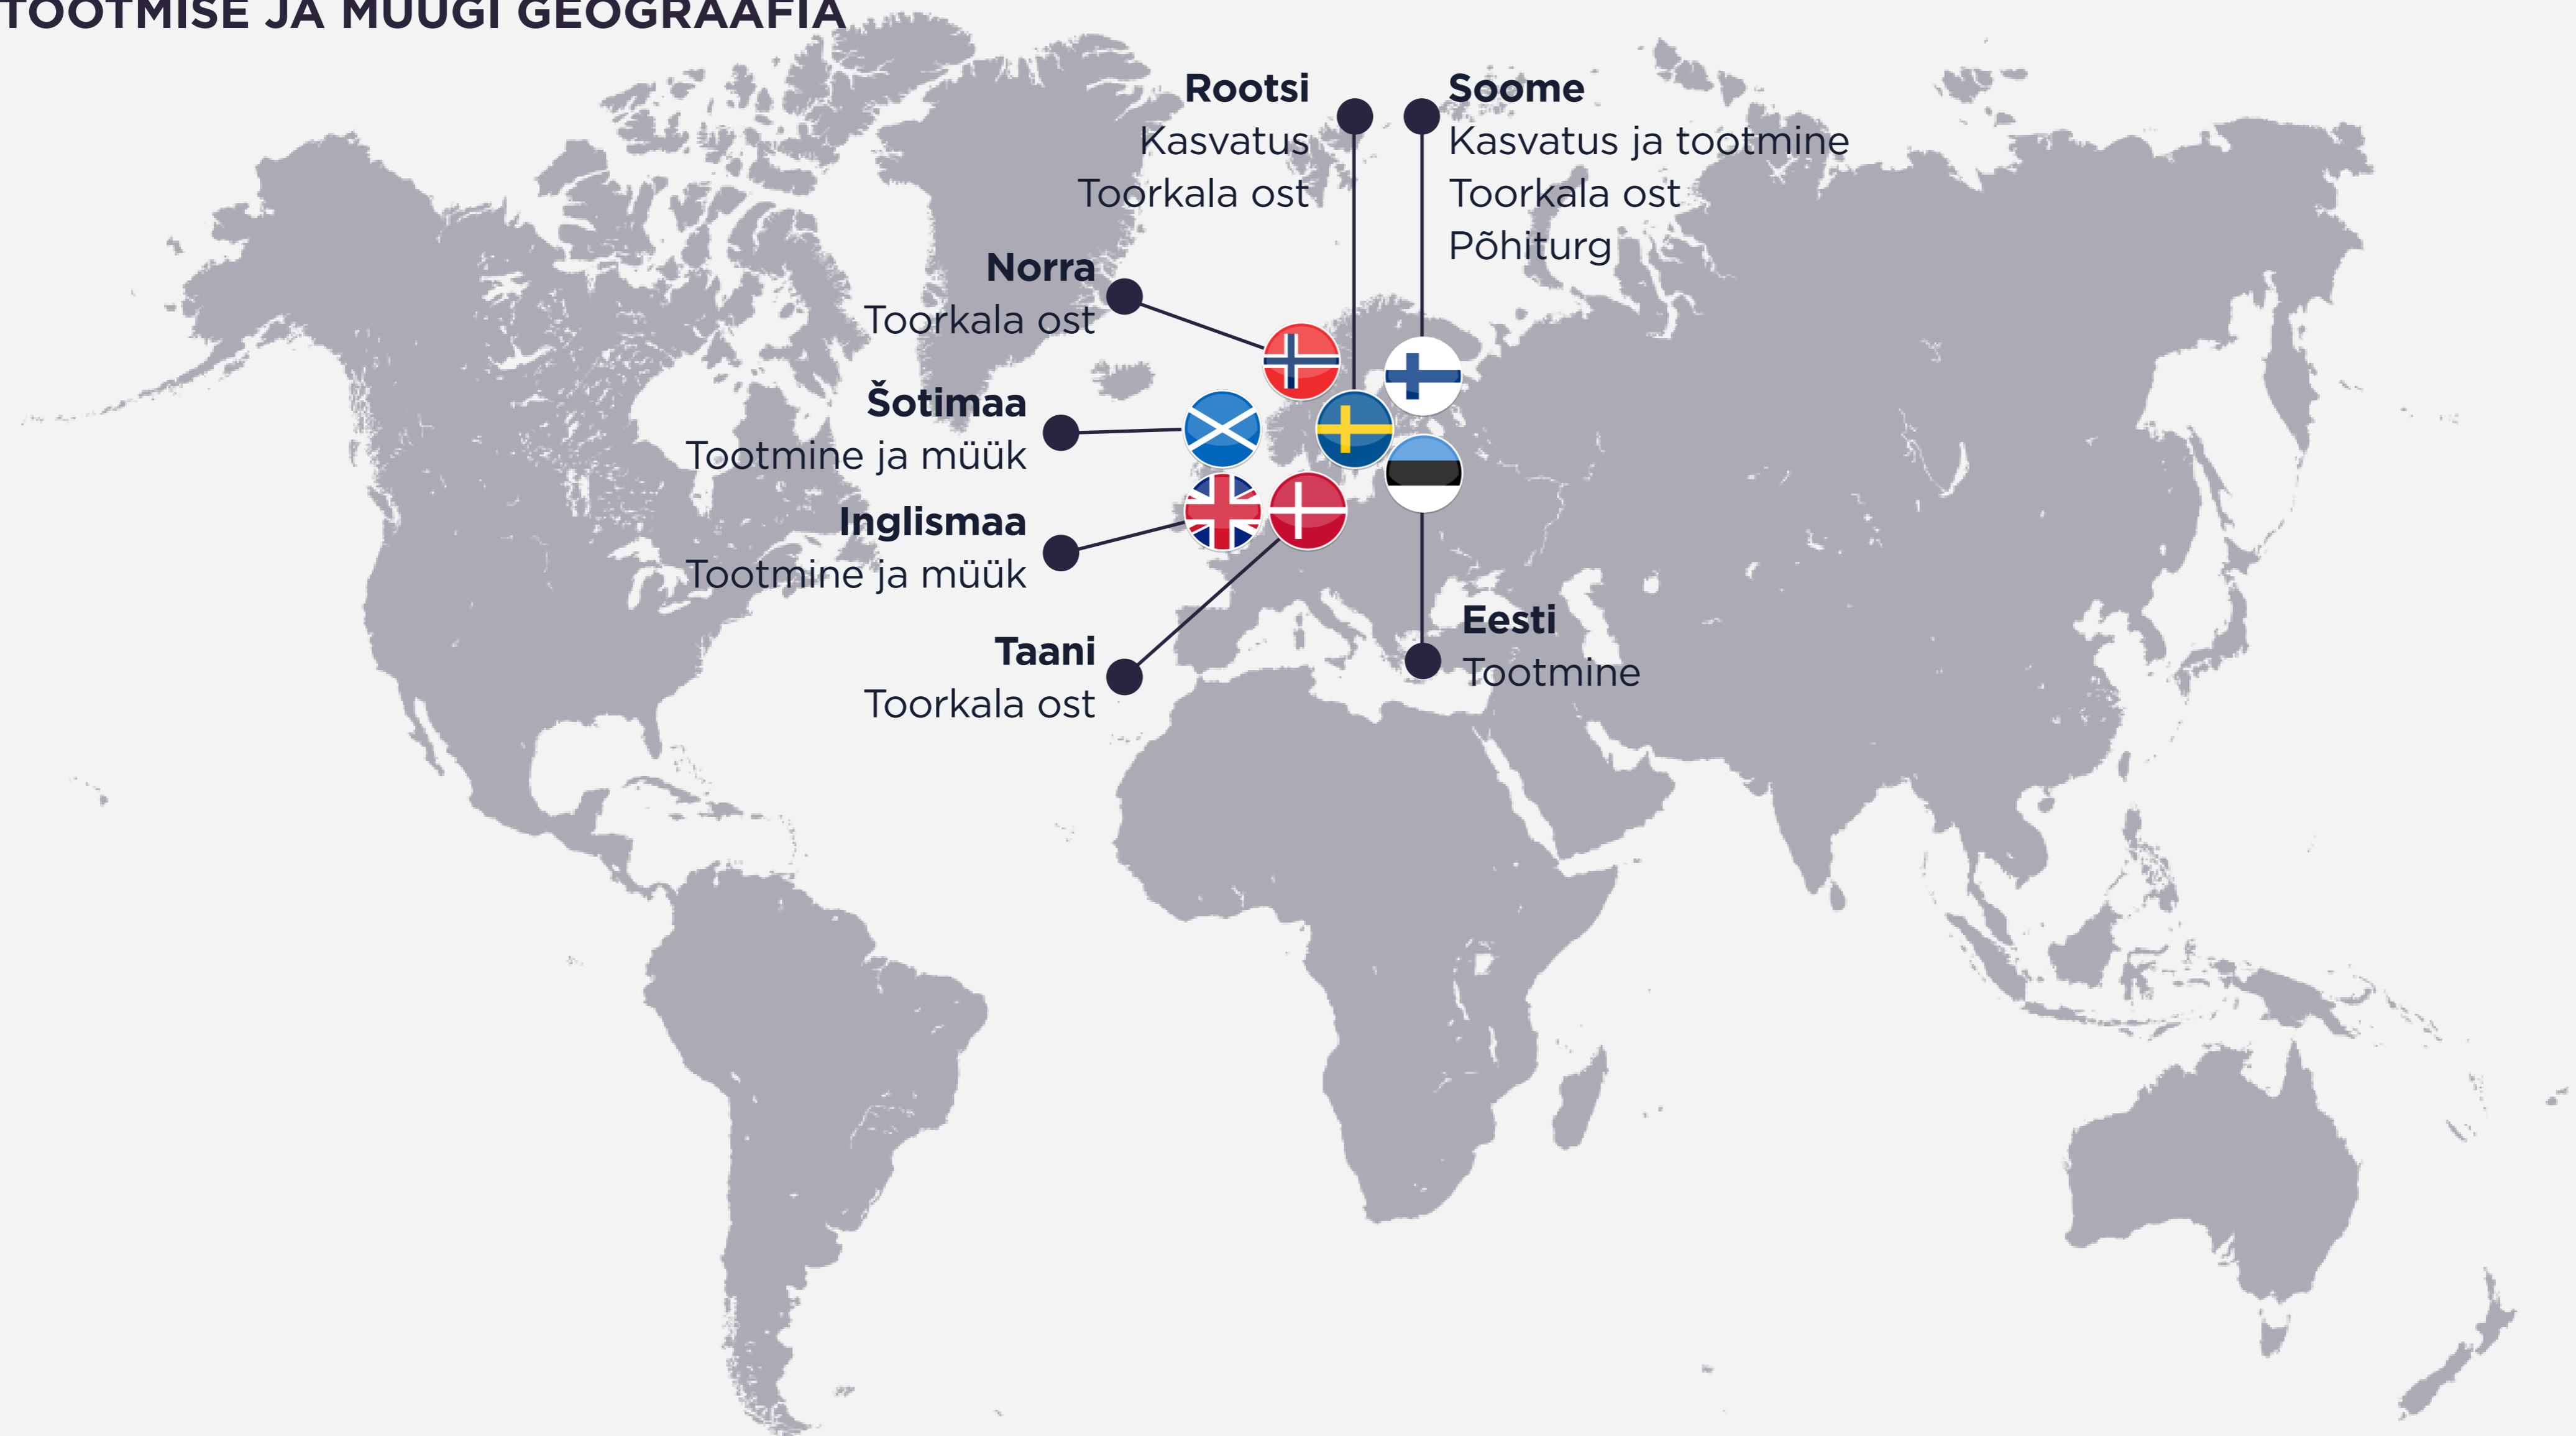 TOOTMISE JA MÜÜGI GEOGRAAFIA
Rootsi
Kasvatus
Toorkala ost
Soome
Kasvatus ja tootmine
Toorkala ost
Põhiturg
Norra
Toorkala ost
Šotimaa
Tootmine ja müük
Inglismaa
Tootmine ja müük
Taani
Toorkala ost
Eesti
Tootmine